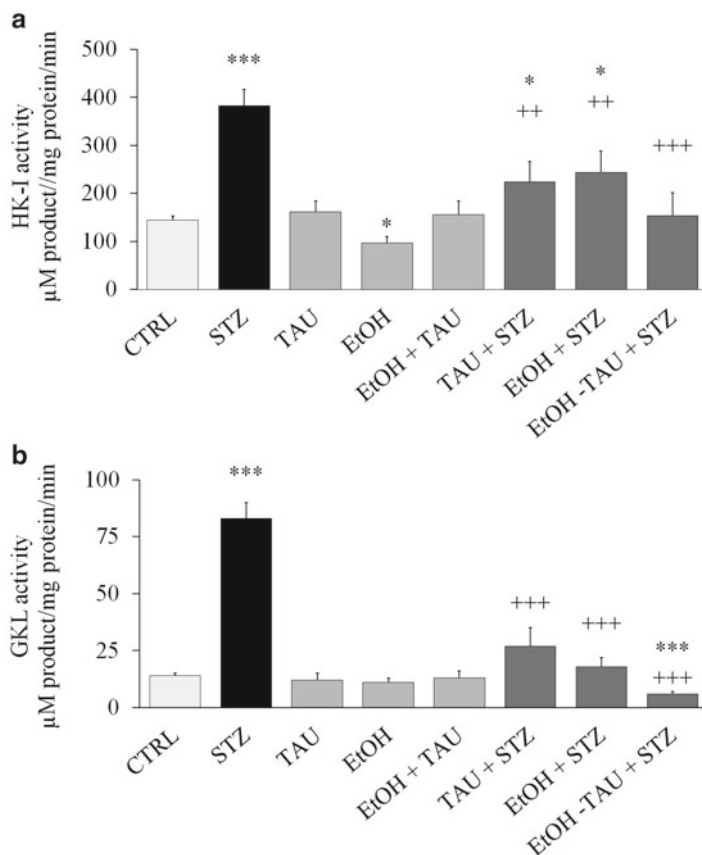 a
HK-I activity
µM product//mg protein/min
500
400
300
200
100
0
***
*
*
++
*
++
+++
CTRL
STZ
TAU
EtOH
EtOH + TAU
TAU + STZ
EtOH + STZ
EtOH -TAU + STZ
b
GKL activity
µM product/mg protein/min
100
75
50
25
0
***
+++
+++
***
+++
CTRL
STZ
TAU
EtOH
EtOH + TAU
TAU + STZ
EtOH + STZ
EtOH -TAU + STZ